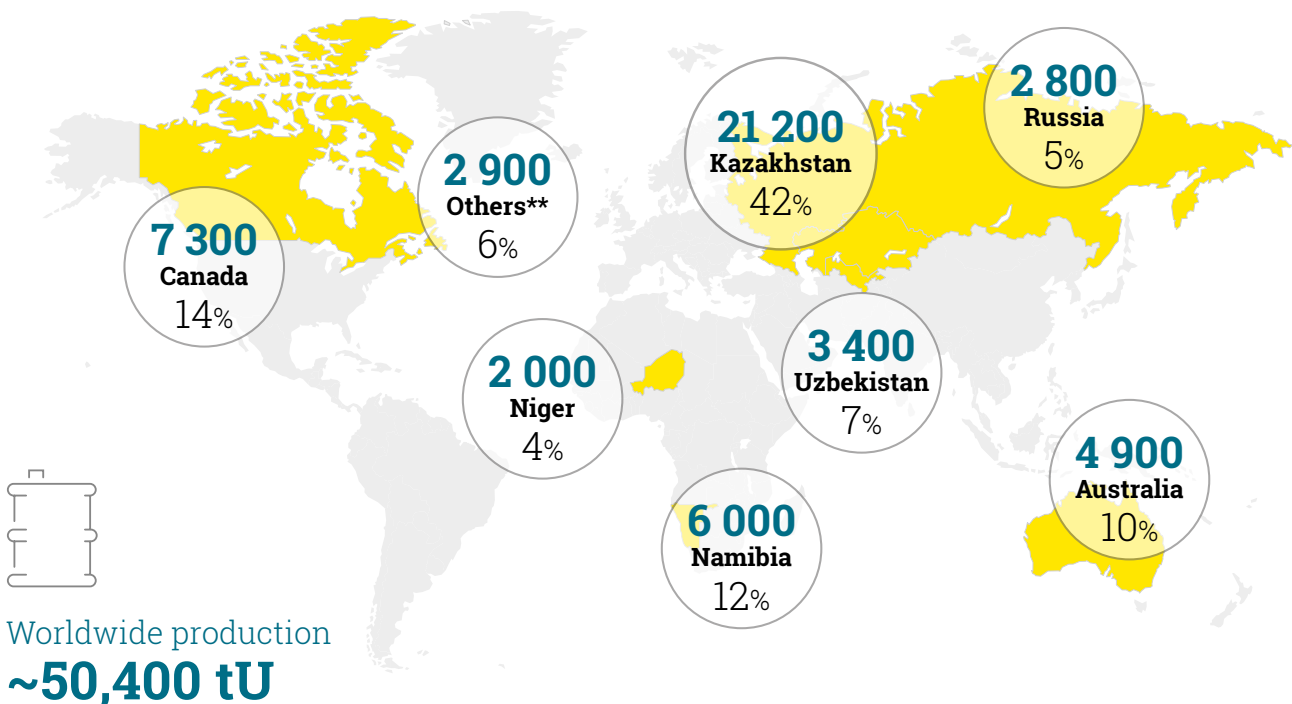 2 800
Russia
5%
21 200
Kazakhstan
42%
2 900
Others**
6%
7 300
Canada
14%
3 400
Uzbekistan
7%
2 000
Niger
4%
4 900
Australia
10%
6 000
Namibia
12%
Worldwide production
~50,400 tU